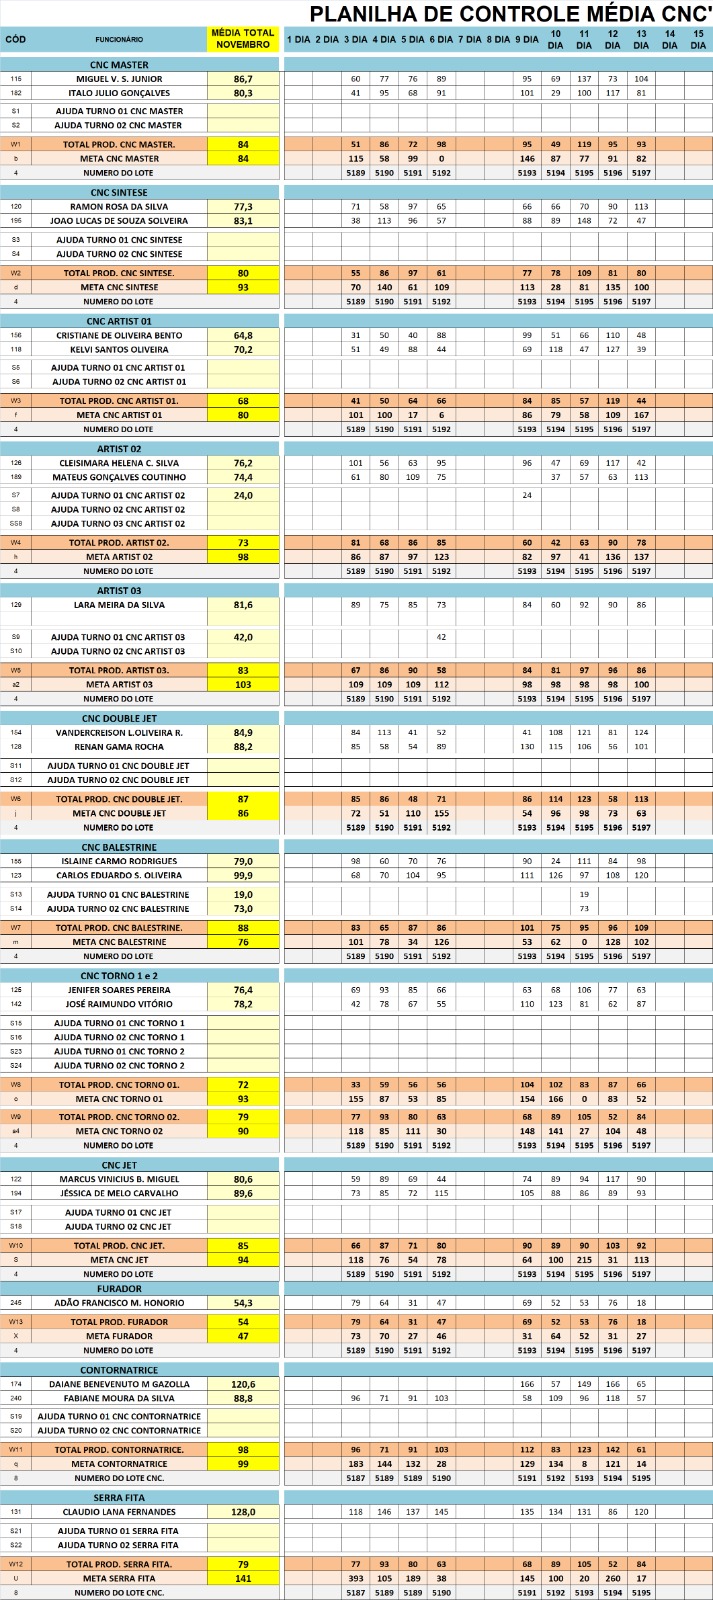 PLANILHA DE CONTROLE MÉDIA CNC'
CÓD FUNCIONÁRIO MÉDIA TOTAL NOVEMBRO 1 DIA 2 DIA 3 DIA 4 DIA 5 DIA 6 DIA 7 DIA 8 DIA 9 DIA 10 DIA 11 DIA 12 DIA 13 DIA 14 DIA 15 DIA
CNC MASTER
115 MIGUEL V. S. JUNIOR 86,7 60 77 76 89 95 69 137 73 104
182 ITALO JULIO GONÇALVES 80,3 41 95 68 91 101 29 100 117 81
S1 AJUDA TURNO 01 CNC MASTER
S2 AJUDA TURNO 02 CNC MASTER
W1 TOTAL PROD. CNC MASTER. 84 51 86 72 98 95 49 119 95 93
b META CNC MASTER 84 115 58 99 0 146 87 77 91 82
4 NUMERO DO LOTE 5189 5190 5191 5192 5193 5194 5195 5196 5197
CNC SINTESE
120 RAMON ROSA DA SILVA 77,3 71 58 97 65 66 66 70 90 113
195 JOAO LUCAS DE SOUZA SOLVEIRA 83,1 38 113 96 57 88 89 148 72 47
S3 AJUDA TURNO 01 CNC SINTESE
S4 AJUDA TURNO 02 CNC SINTESE
W2 TOTAL PROD. CNC SINTESE. 80 55 86 97 61 77 78 109 81 80
d META CNC SINTESE 93 70 140 61 109 113 28 81 135 100
4 NUMERO DO LOTE 5189 5190 5191 5192 5193 5194 5195 5196 5197
CNC ARTIST 01
156 CRISTIANE DE OLIVEIRA BENTO 64,8 31 50 40 88 99 51 66 110 48
118 KELVI SANTOS OLIVEIRA 70,2 51 49 88 44 69 118 47 127 39
S5 AJUDA TURNO 01 CNC ARTIST 01
S6 AJUDA TURNO 02 CNC ARTIST 01
W3 TOTAL PROD. CNC ARTIST 01. 68 41 50 64 66 84 85 57 119 44
f META CNC ARTIST 01 80 101 100 17 6 86 79 58 109 167
4 NUMERO DO LOTE 5189 5190 5191 5192 5193 5194 5195 5196 5197
ARTIST 02
126 CLEISIMARA HELENA C. SILVA 76,2 101 56 63 95 96 47 69 117 42
189 MATEUS GONÇALVES COUTINHO 74,4 61 80 109 75 37 57 63 113
S7 AJUDA TURNO 01 CNC ARTIST 02 24,0 24
S8 AJUDA TURNO 02 CNC ARTIST 02
SS8 AJUDA TURNO 03 CNC ARTIST 02
W4 TOTAL PROD. ARTIST 02. 73 81 68 86 85 60 42 63 90 78
h META ARTIST 02 98 86 87 97 123 82 97 41 136 137
4 NUMERO DO LOTE 5189 5190 5191 5192 5193 5194 5195 5196 5197
ARTIST 03
129 LARA MEIRA DA SILVA 81,6 89 75 85 73 84 60 92 90 86
S9 AJUDA TURNO 01 CNC ARTIST 03 42,0 42
S10 AJUDA TURNO 02 CNC ARTIST 03
W5 TOTAL PROD. ARTIST 03. 83 67 86 90 58 84 81 97 96 86
a2 META ARTIST 03 103 109 109 109 112 98 98 98 98 100
4 NUMERO DO LOTE 5189 5190 5191 5192 5193 5194 5195 5196 5197
CNC DOUBLE JET
154 VANDERCREISON L.OLIVEIRA R. 84,9 84 113 41 52 41 108 121 81 124
128 RENAN GAMA ROCHA 88,2 85 58 54 89 130 115 106 56 101
S11 AJUDA TURNO 01 CNC DOUBLE JET
S12 AJUDA TURNO 02 CNC DOUBLE JET
W6 TOTAL PROD. CNC DOUBLE JET. 87 85 86 48 71 86 114 123 58 113
j META CNC DOUBLE JET 86 72 51 110 155 54 96 98 73 63
4 NUMERO DO LOTE 5189 5190 5191 5192 5193 5194 5195 5196 5197
CNC BALESTRINE
155 ISLAINE CARMO RODRIGUES 79,0 98 60 70 76 90 24 111 84 98
123 CARLOS EDUARDO S. OLIVEIRA 99,9 68 70 104 95 111 126 97 108 120
S13 AJUDA TURNO 01 CNC BALESTRINE 19,0 19
S14 AJUDA TURNO 02 CNC BALESTRINE 73,0 73
W7 TOTAL PROD. CNC BALESTRINE. 88 83 65 87 86 101 75 95 96 109
m META CNC BALESTRINE 76 101 78 34 126 53 62 0 128 102
4 NUMERO DO LOTE 5189 5190 5191 5192 5193 5194 5195 5196 5197
CNC TORNO 1 e 2
125 JENIFER SOARES PEREIRA 76,4 69 93 85 66 63 68 106 77 63
142 JOSÉ RAIMUNDO VITÓRIO 78,2 42 78 67 55 110 123 81 62 87
S15 AJUDA TURNO 01 CNC TORNO 1
S16 AJUDA TURNO 02 CNC TORNO 1
S23 AJUDA TURNO 01 CNC TORNO 2
S24 AJUDA TURNO 02 CNC TORNO 2
W8 TOTAL PROD. CNC TORNO 01. 72 33 59 56 56 104 102 83 87 66
o META CNC TORNO 01 93 155 87 53 85 154 166 0 83 52
W9 TOTAL PROD. CNC TORNO 02. 79 77 93 80 63 68 89 105 52 84
a4 META CNC TORNO 02 90 118 85 111 30 148 141 27 104 48
4 NUMERO DO LOTE 5189 5190 5191 5192 5193 5194 5195 5196 5197
CNC JET
122 MARCUS VINICIUS B. MIGUEL 80,6 59 89 69 44 74 89 94 117 90
194 JÉSSICA DE MELO CARVALHO 89,6 73 85 72 115 105 88 86 89 93
S17 AJUDA TURNO 01 CNC JET
S18 AJUDA TURNO 02 CNC JET
W10 TOTAL PROD. CNC JET. 85 66 87 71 80 90 89 90 103 92
S META CNC JET 94 118 76 54 78 64 100 215 31 113
4 NUMERO DO LOTE 5189 5190 5191 5192 5193 5194 5195 5196 5197
FURADOR
245 ADÃO FRANCISCO M. HONORIO 54,3 79 64 31 47 69 52 53 76 18
W13 TOTAL PROD. FURADOR 54 79 64 31 47 69 52 53 76 18
X META FURADOR 47 73 70 27 46 31 64 52 31 27
4 NUMERO DO LOTE 5189 5190 5191 5192 5193 5194 5195 5196 5197
CONTORNATRICE
174 DAIANE BENEVENUTO M GAZOLLA 120,6 166 57 149 166 65
240 FABIANE MOURA DA SILVA 88,8 96 71 91 103 58 109 96 118 57
S19 AJUDA TURNO 01 CNC CONTORNATRICE
S20 AJUDA TURNO 02 CNC CONTORNATRICE
W11 TOTAL PROD. CONTORNATRICE. 98 96 71 91 103 112 83 123 142 61
q META CONTORNATRICE 99 183 144 132 28 129 134 8 121 14
8 NUMERO DO LOTE CNC. 5187 5188 5189 5190 5191 5192 5193 5194 5195
SERRA FITA
131 CLAUDIO LANA FERNANDES 128,0 118 146 137 145 135 134 131 86 120
S21 AJUDA TURNO 01 SERRA FITA
S22 AJUDA TURNO 02 SERRA FITA
W12 TOTAL PROD. SERRA FITA. 79 77 93 80 63 68 89 105 52 84
U META SERRA FITA 141 393 105 189 38 145 100 20 260 17
8 NUMERO DO LOTE CNC. 5187 5188 5189 5190 5191 5192 5193 5194 5195